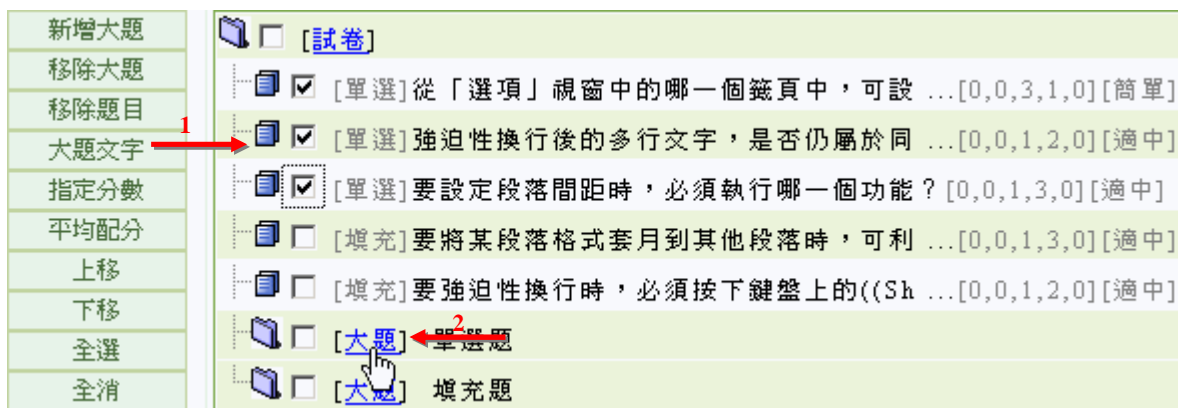 新增大題
移除大題
移除題目
大題文字
指定分數
平均配分
上移
下移
全選
全消
1
[試卷]
[單選]從「選項」視窗中的哪一個籤頁中，可設 ...[0,0,3,1,0][簡單]
[單選]強迫性換行後的多行文字，是否仍屬於同 ...[0,0,1,2,0][適中]
[單選]要設定段落間距時，必須執行哪一個功能？[0,0,1,3,0][適中]
[填充]要將某段落格式套用到其他段落時，可利 ...[0,0,1,3,0][適中]
[填充]要強迫性換行時，必須按下鍵盤上的((Sh ...[0,0,1,2,0][適中]
[大題] 單選題
2
[大題] 填充題